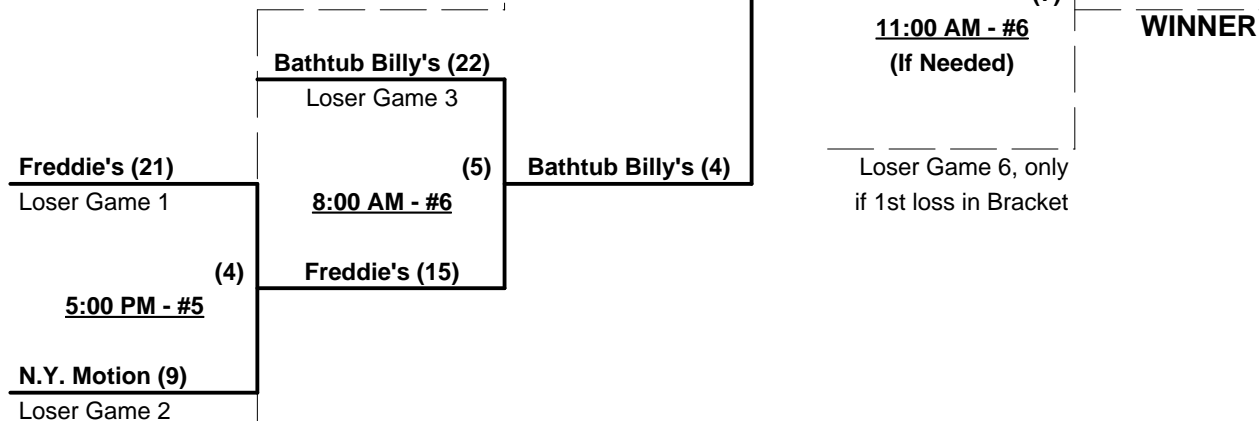 11:00 AM - #6
WINNER
(If Needed)
Bathtub Billy's (22)
Loser Game 3
Freddie's (21)
(5)
Bathtub Billy's (4)
Loser Game 6, only
Loser Game 1
8:00 AM - #6
if 1st loss in Bracket
(4)
Freddie's (15)
5:00 PM - #5
N.Y. Motion (9)
Loser Game 2